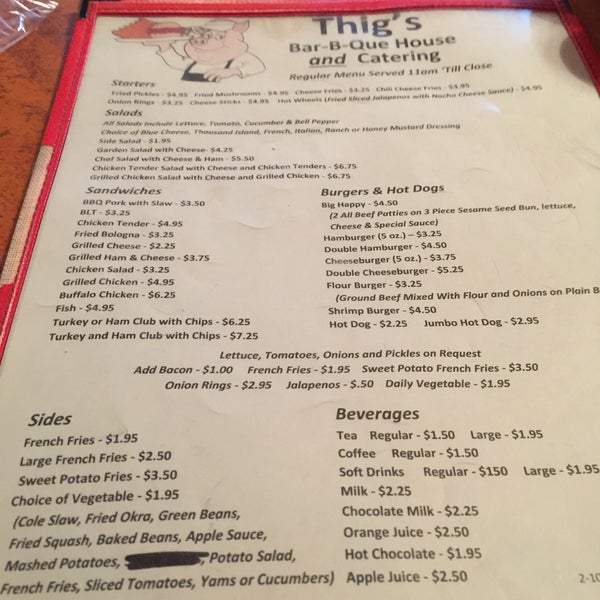 Thig's
Bar-B-Que House
and Catering
Regular Menu Served 11am 'Till Close
Starters
Fried Pickles - $4.95 Fried Mushrooms - $4.95 Cheese Fries - $3.25 Chili Cheese Fries - $3.95
Onion Rings - $3.25 Cheese Sticks - $4.95 Hot Wheels (Fried Sliced Jalapenos with Nacho Cheese Sauce) - $4.95
Salads
All Salads Include Lettuce, Tomato, Cucumber & Bell Pepper
Choice of Blue Cheese, Thousand Island, French, Italian, Ranch or Honey Mustard Dressing
Side Salad - $1.95
Garden Salad with Cheese- $4.25
Chef Salad with Cheese & Ham - $5.50
Chicken Tender Salad with Cheese and Chicken Tenders - $6.75
Grilled Chicken Salad with Cheese and Grilled Chicken - $6.75
Sandwiches
BBQ Pork with Slaw - $3.50
BLT - $3.25
Chicken Tender - $4.95
Fried Bologna - $3.25
Grilled Cheese - $2.25
Grilled Ham & Cheese - $3.75
Chicken Salad - $3.25
Grilled Chicken - $4.95
Buffalo Chicken - $6.25
Fish - $4.95
Turkey or Ham Club with Chips - $6.25
Turkey and Ham Club with Chips - $7.25
Burgers & Hot Dogs
Big Happy - $4.50
(2 All Beef Patties on 3 Piece Sesame Seed Bun, lettuce,
Cheese & Special Sauce)
Hamburger (5 oz.) – $3.25
Double Hamburger - $4.50
Cheeseburger (5 oz.) - $3.75
Double Cheeseburger - $5.25
Flour Burger - $3.25
(Ground Beef Mixed With Flour and Onions on Plain B
Shrimp Burger - $4.50
Hot Dog - $2.25 Jumbo Hot Dog - $2.95
Lettuce, Tomatoes, Onions and Pickles on Request
Add Bacon - $1.00 French Fries - $1.95 Sweet Potato French Fries - $3.50
Onion Rings - $2.95 Jalapenos - $.50 Daily Vegetable - $1.95
Sides
French Fries - $1.95
Large French Fries - $2.50
Sweet Potato Fries - $3.50
Choice of Vegetable - $1.95
(Cole Slaw, Fried Okra, Green Beans,
Fried Squash, Baked Beans, Apple Sauce,
Mashed Potatoes, , Potato Salad,
French Fries, Sliced Tomatoes, Yams or Cucumbers)
Beverages
Tea Regular - $1.50 Large - $1.95
Coffee Regular - $1.50
Soft Drinks Regular - $150 Large - $1.95
Milk - $2.25
Chocolate Milk - $2.25
Orange Juice - $2.50
Hot Chocolate - $1.95
Apple Juice - $2.50
2-10